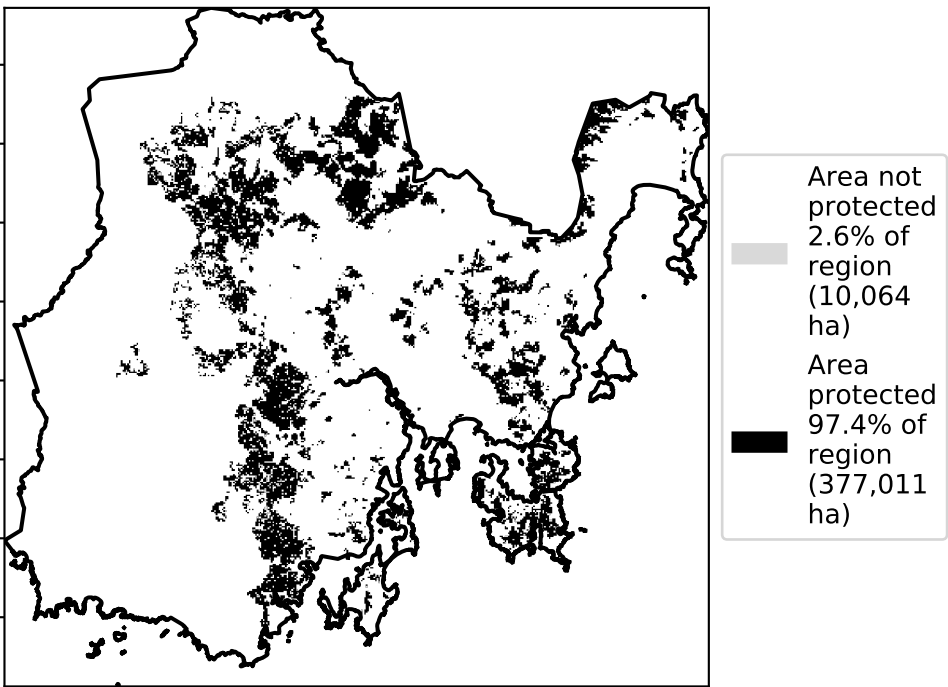 Area not
protected
2.6% of
region
(10,064
ha)
Area
protected
97.4% of
region
(377,011
ha)